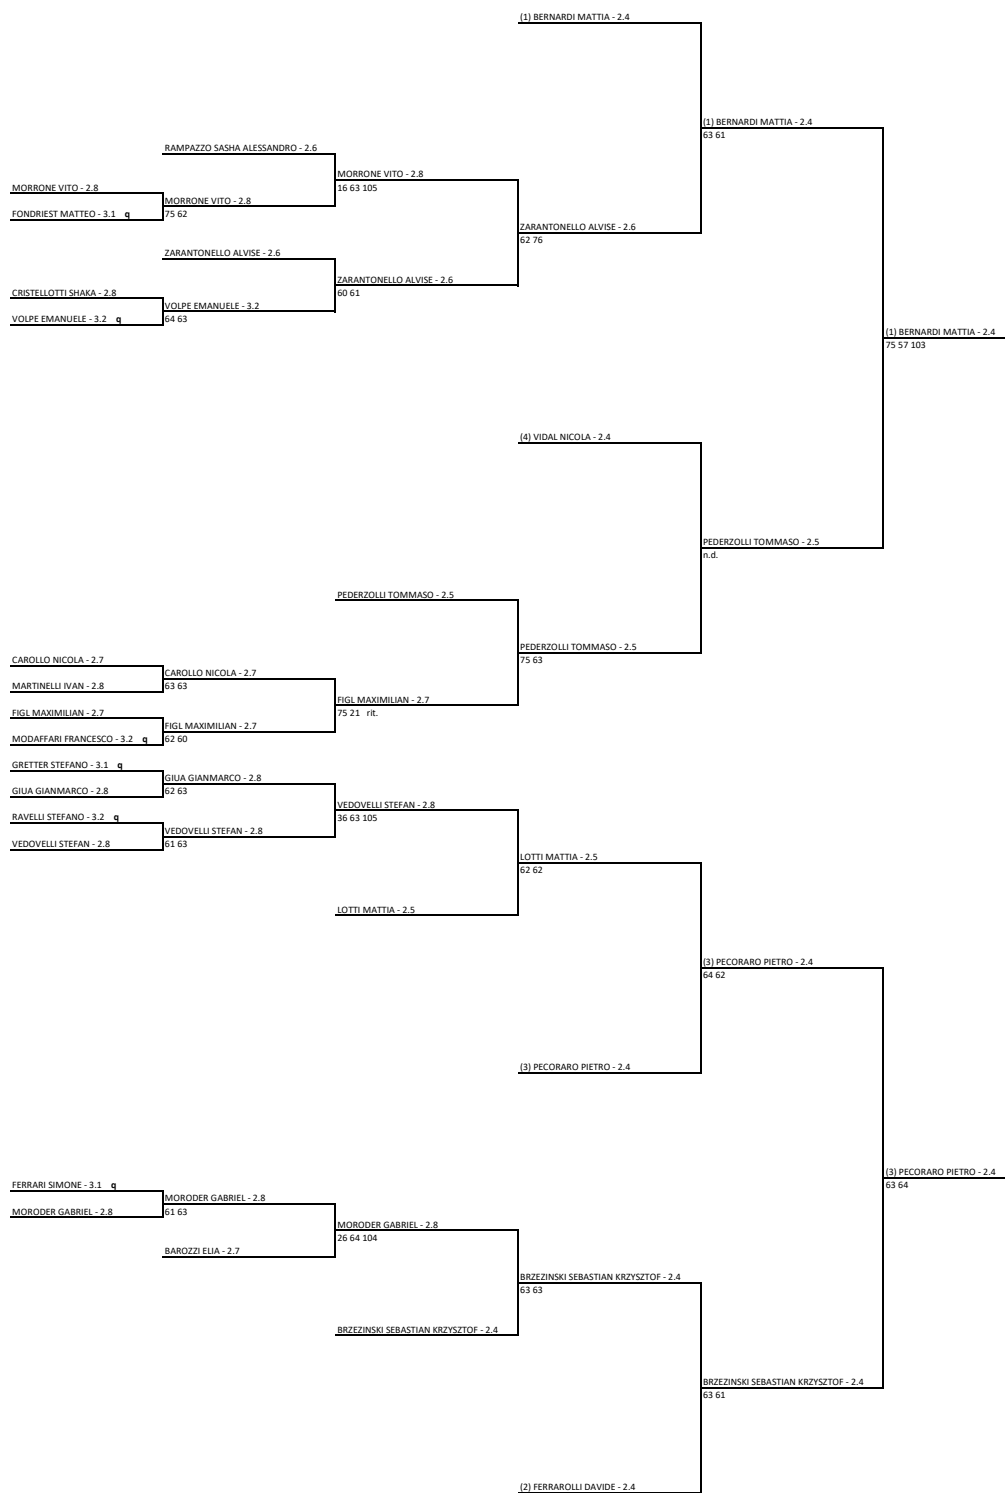 (1) BERNARDI MATTIA - 2.4
(1) BERNARDI MATTIA - 2.4
63 61
RAMPAZZO SASHA ALESSANDRO - 2.6
MORRONE VITO - 2.8
16 63 105
MORRONE VITO - 2.8
MORRONE VITO - 2.8
75 62
FONDRIEST MATTEO - 3.1 q
ZARANTONELLO ALVISE - 2.6
62 76
ZARANTONELLO ALVISE - 2.6
ZARANTONELLO ALVISE - 2.6
60 61
CRISTELLOTTI SHAKA - 2.8
VOLPE EMANUELE - 3.2
64 63
VOLPE EMANUELE - 3.2 q
(1) BERNARDI MATTIA - 2.4
75 57 103
(4) VIDAL NICOLA - 2.4
PEDERZOLLI TOMMASO - 2.5
n.d.
PEDERZOLLI TOMMASO - 2.5
PEDERZOLLI TOMMASO - 2.5
75 63
CAROLLO NICOLA - 2.7
CAROLLO NICOLA - 2.7
63 63
MARTINELLI IVAN - 2.8
FIGL MAXIMILIAN - 2.7
75 21 rit.
FIGL MAXIMILIAN - 2.7
FIGL MAXIMILIAN - 2.7
62 60
MODAFFARI FRANCESCO - 3.2 q
GRETTER STEFANO - 3.1 q
GIUA GIANMARCO - 2.8
62 63
GIUA GIANMARCO - 2.8
VEDOVELLI STEFAN - 2.8
36 63 105
RAVELLI STEFANO - 3.2 q
VEDOVELLI STEFAN - 2.8
61 63
VEDOVELLI STEFAN - 2.8
LOTTI MATTIA - 2.5
62 62
LOTTI MATTIA - 2.5
(3) PECORARO PIETRO - 2.4
64 62
(3) PECORARO PIETRO - 2.4
(3) PECORARO PIETRO - 2.4
63 64
FERRARI SIMONE - 3.1 q
MORODER GABRIEL - 2.8
61 63
MORODER GABRIEL - 2.8
MORODER GABRIEL - 2.8
26 64 104
BAROZZI ELIA - 2.7
BRZEZINSKI SEBASTIAN KRZYSZTOF - 2.4
63 63
BRZEZINSKI SEBASTIAN KRZYSZTOF - 2.4
BRZEZINSKI SEBASTIAN KRZYSZTOF - 2.4
63 61
(2) FERRAROLLI DAVIDE - 2.4